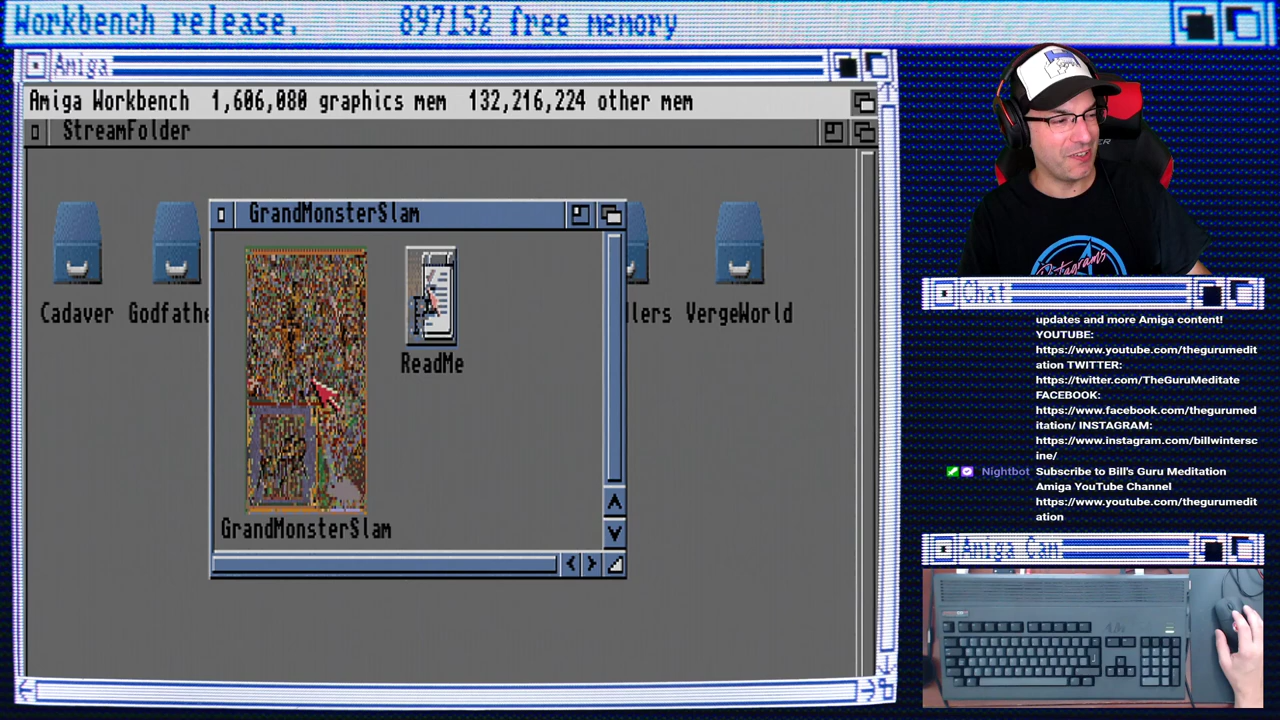 Workbench release. 897152 free memory
Amiga
Amiga Workbench 1,606,080 graphics mem 132,216,224 other mem
StreamFolder
GrandMonsterSlam
Cadaver
Godfathe
ReadMe
GrandMonsterSlam
lers
VergeWorld
Chat
updates and more Amiga content!
YOUTUBE:
https://www.youtube.com/thegurumedit
ation TWITTER:
https://twitter.com/TheGuruMeditate
FACEBOOK:
https://www.facebook.com/thegurumed
itation/ INSTAGRAM:
https://www.instagram.com/billwintersc
ine/
Nightbot Subscribe to Bill's Guru Meditation
Amiga YouTube Channel
https://www.youtube.com/thegurumedit
ation
Amiga Cam